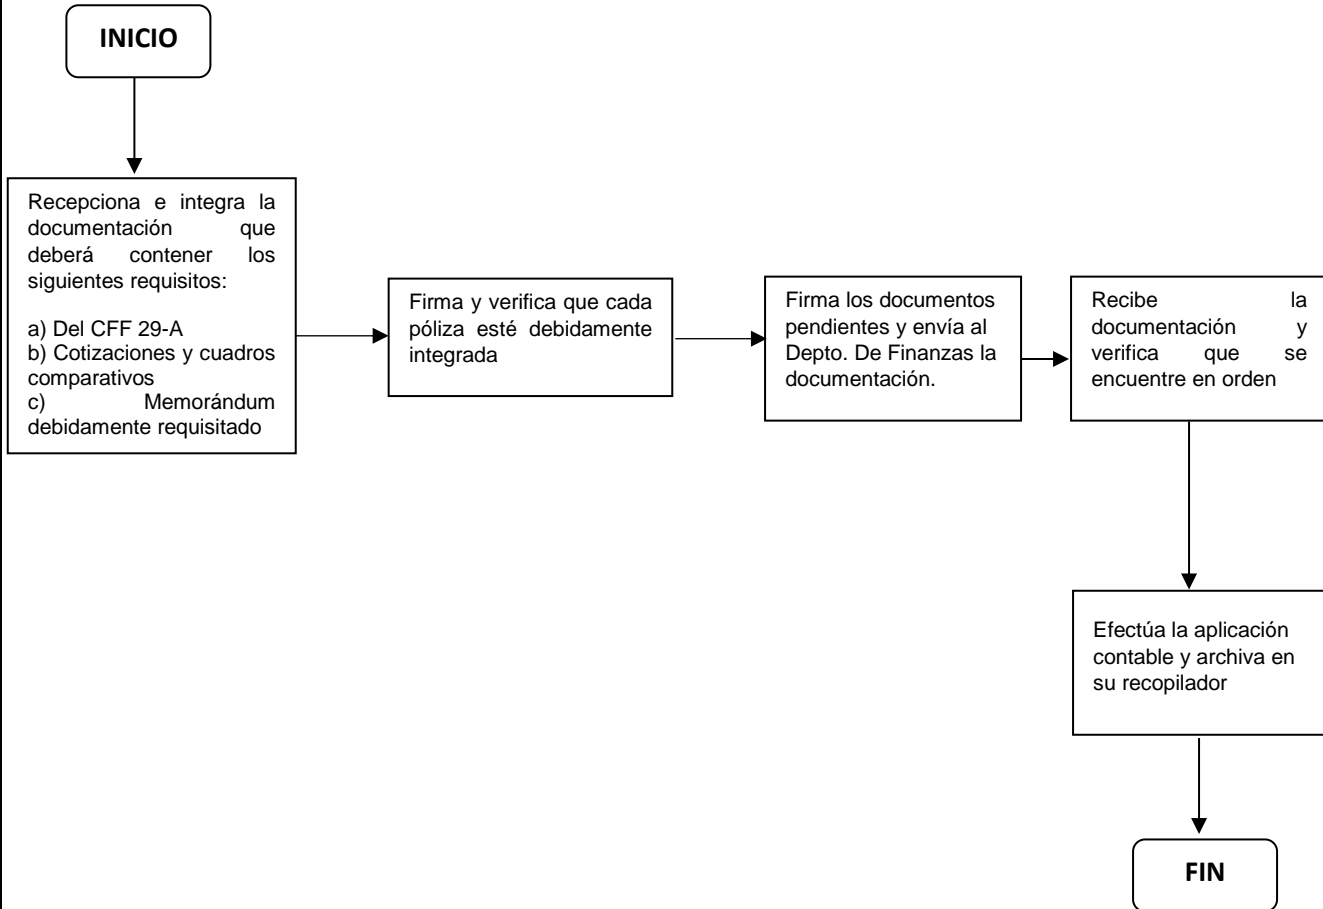 INICIO
Recepciona e integra la
documentación que
deberá contener los
siguientes requisitos:
a) Del CFF 29-A
b) Cotizaciones y cuadros
comparativos
c) Memorándum
debidamente requisitado
Firma y verifica que cada
póliza esté debidamente
integrada
Firma los documentos
pendientes y envía al
Depto. De Finanzas la
documentación.
Recibe la
documentación y
verifica que se
encuentre en orden
Efectúa la aplicación
contable y archiva en
su recopilador
FIN